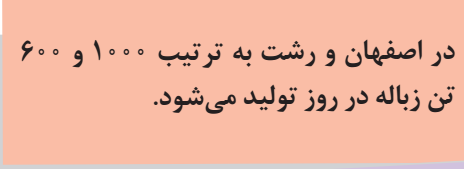 در اصفهان و رشت به ترتیب ۱۰۰۰ و ۶۰۰
تن زباله در روز تولید می‌شود.